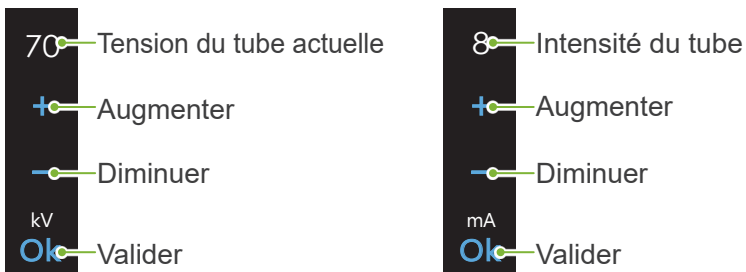 70 Tension du tube actuelle
+ Augmenter
− Diminuer
kV
Ok Valider
8 Intensité du tube
+ Augmenter
− Diminuer
mA
Ok Valider